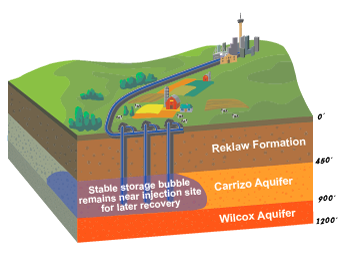 0'
Reklaw Formation
450'
Stable storage bubble
remains near injection site
for later recovery
Carrizo Aquifer
900'
Wilcox Aquifer
1200'